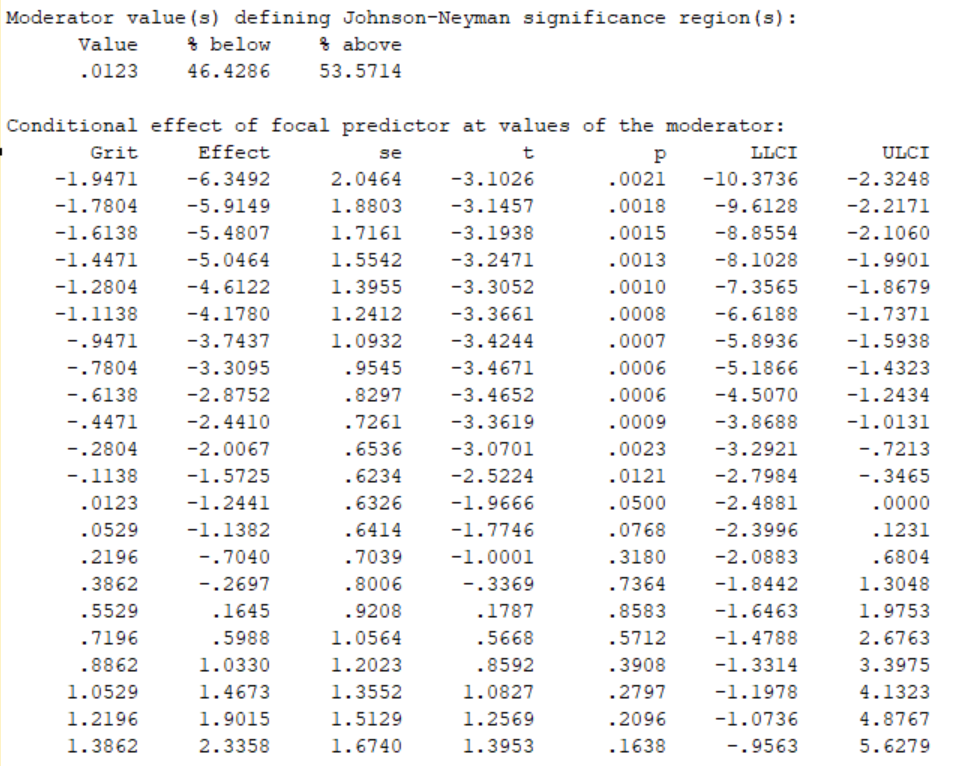 Moderator value(s) defining Johnson-Neyman significance region(s):
Value % below % above
.0123 46.4286 53.5714
Conditional effect of focal predictor at values of the moderator:
Grit Effect se t p LLCI ULCI
-1.9471 -6.3492 2.0464 -3.1026 .0021 -10.3736 -2.3248
-1.7804 -5.9149 1.8803 -3.1457 .0018 -9.6128 -2.2171
-1.6138 -5.4807 1.7161 -3.1938 .0015 -8.8554 -2.1060
-1.4471 -5.0464 1.5542 -3.2471 .0013 -8.1028 -1.9901
-1.2804 -4.6122 1.3955 -3.3052 .0010 -7.3565 -1.8679
-1.1138 -4.1780 1.2412 -3.3661 .0008 -6.6188 -1.7371
-.9471 -3.7437 1.0932 -3.4244 .0007 -5.8936 -1.5938
-.7804 -3.3095 .9545 -3.4671 .0006 -5.1866 -1.4323
-.6138 -2.8752 .8297 -3.4652 .0006 -4.5070 -1.2434
-.4471 -2.4410 .7261 -3.3619 .0009 -3.8688 -1.0131
-.2804 -2.0067 .6536 -3.0701 .0023 -3.2921 -.7213
-.1138 -1.5725 .6234 -2.5224 .0121 -2.7984 -.3465
.0123 -1.2441 .6326 -1.9666 .0500 -2.4881 .0000
.0529 -1.1382 .6414 -1.7746 .0768 -2.3996 .1231
.2196 -.7040 .7039 -1.0001 .3180 -2.0883 .6804
.3862 -.2697 .8006 -.3369 .7364 -1.8442 1.3048
.5529 .1645 .9208 .1787 .8583 -1.6463 1.9753
.7196 .5988 1.0564 .5668 .5712 -1.4788 2.6763
.8862 1.0330 1.2023 .8592 .3908 -1.3314 3.3975
1.0529 1.4673 1.3552 1.0827 .2797 -1.1978 4.1323
1.2196 1.9015 1.5129 1.2569 .2096 -1.0736 4.8767
1.3862 2.3358 1.6740 1.3953 .1638 -.9563 5.6279